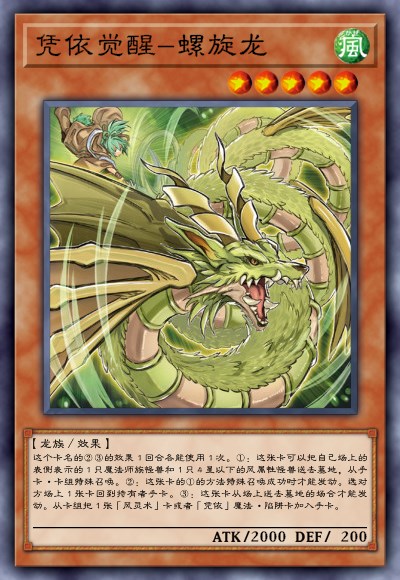 凭依觉醒-螺旋龙
风
【龙族/效果】
这个卡名的②③的效果1回合各能使用1次。①：这张卡可以把自己场上的
表侧表示的1只魔法师族怪兽和1只4星以下的风属性怪兽送去墓地，从手
卡·卡组特殊召唤。②：这张卡的①的方法特殊召唤成功时才能发动。选对
方场上1张卡回到持有者手卡。③：这张卡从场上送去墓地的场合才能发
动。从卡组把1张「风灵术」卡或者「凭依」魔法·陷阱卡加入手卡。
ATK/2000 DEF/ 200